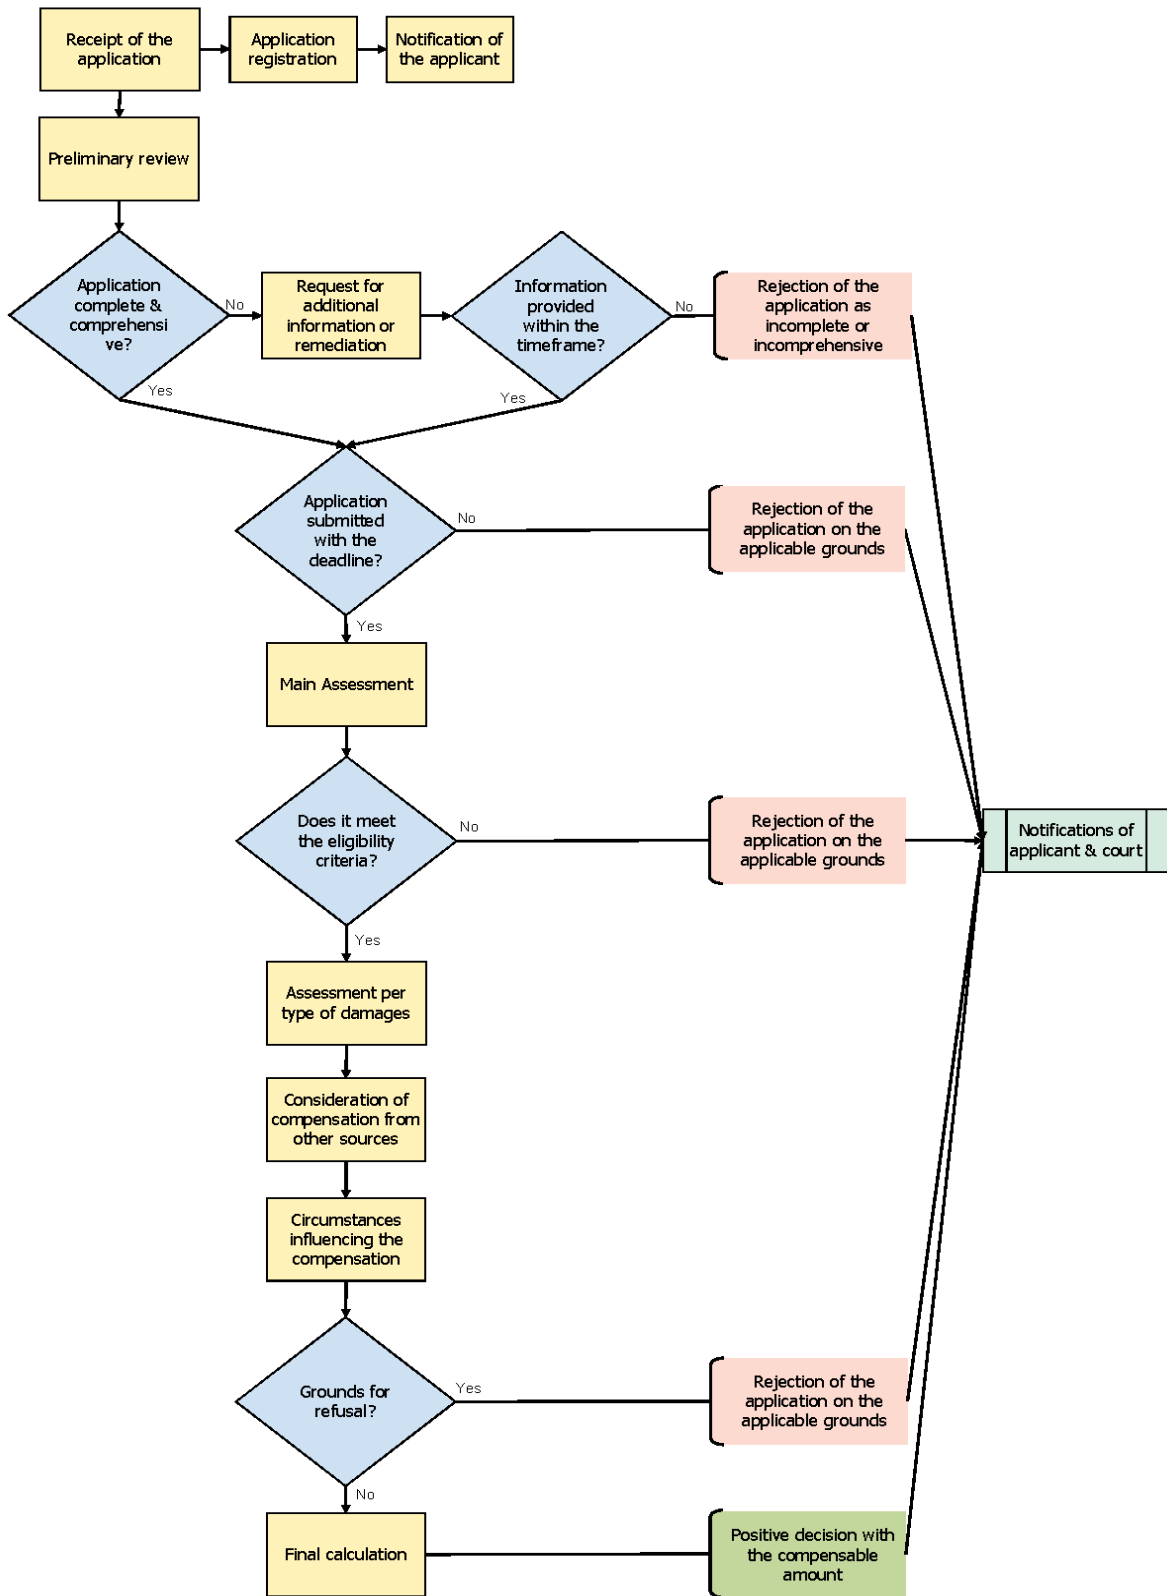 Receipt of the
application
Application
registration
Notification
of the applicant
Preliminary review
Application
complete &
comprehensi
ve?
No
Request for
additional
information or
remediation
Information
provided
within the
timeframe?
No
Rejection of the
application as
incomplete or
incomprehensive
Yes
Yes
Application
submitted
with the
deadline?
No
Rejection of the
application on the
applicable grounds
Yes
Main Assessment
Does it meet
the eligibility
criteria?
No
Rejection of the
application on the
applicable grounds
Notifications of
applicant & court
Yes
Assessment per
type of damages
Consideration of
compensation from
other sources
Circumstances
influencing the
compensation
Grounds for
refusal?
Yes
Rejection of the
application on the
applicable grounds
No
Final calculation
Positive decision with
the compensable
amount